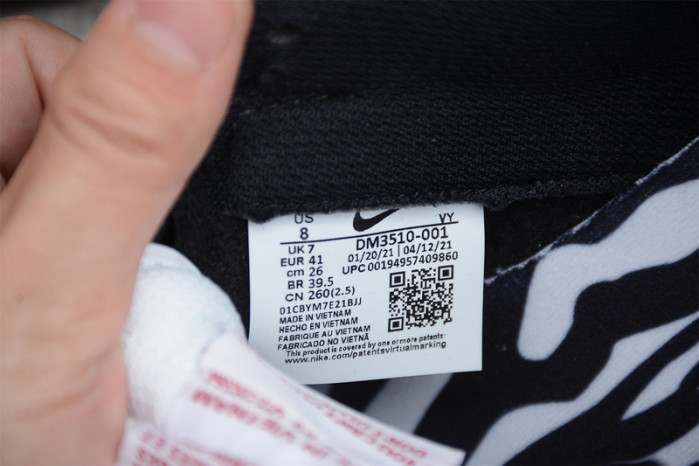 US
8
UK 7
EUR 41
cm 26
BR 39.5
CN 260(2.5)
VY
DM3510-001
01/20/21 | 04/12/21
UPC 00194957409860
01CBYM7E21BJJ
MADE IN VIETNAM
HECHO EN VIETNAM
FABRIQUE AU VIETNAM
FABRICADO NO VIETNÃ
This product is covered by one or more patents:
www.nike.com/patentsvirtualmarking